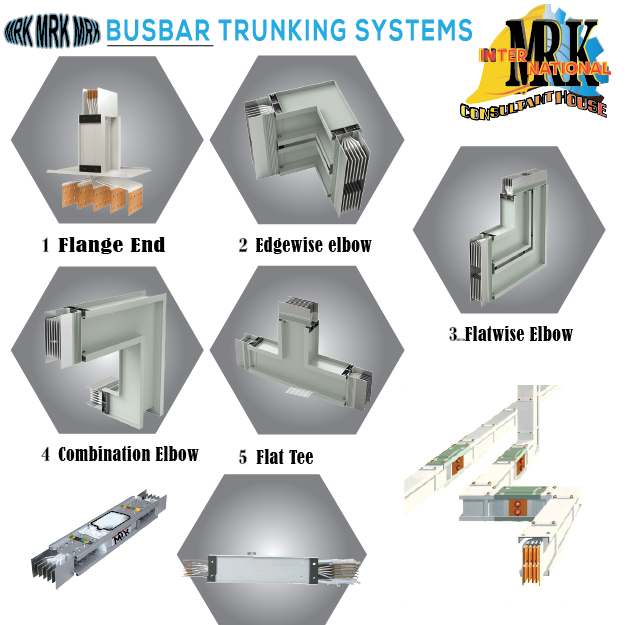 MRK MRK MRK BUSBAR TRUNKING SYSTEMS
MRK
INTERNATIONAL
CONSULTANT HOUSE
1 Flange End
2 Edgewise elbow
3..Flatwise Elbow
4 Combination Elbow
5 Flat Tee
MRK